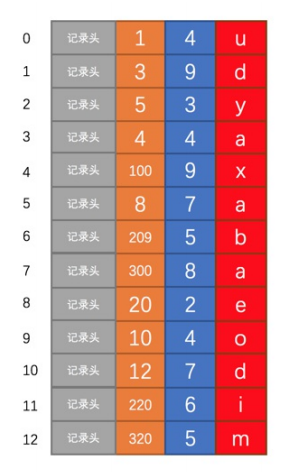 0 记录头 1 4 u
1 记录头 3 9 d
2 记录头 5 3 y
3 记录头 4 4 a
4 记录头 100 9 x
5 记录头 8 7 a
6 记录头 209 5 b
7 记录头 300 8 a
8 记录头 20 2 e
9 记录头 10 4 o
10 记录头 12 7 d
11 记录头 220 6 i
12 记录头 320 5 m